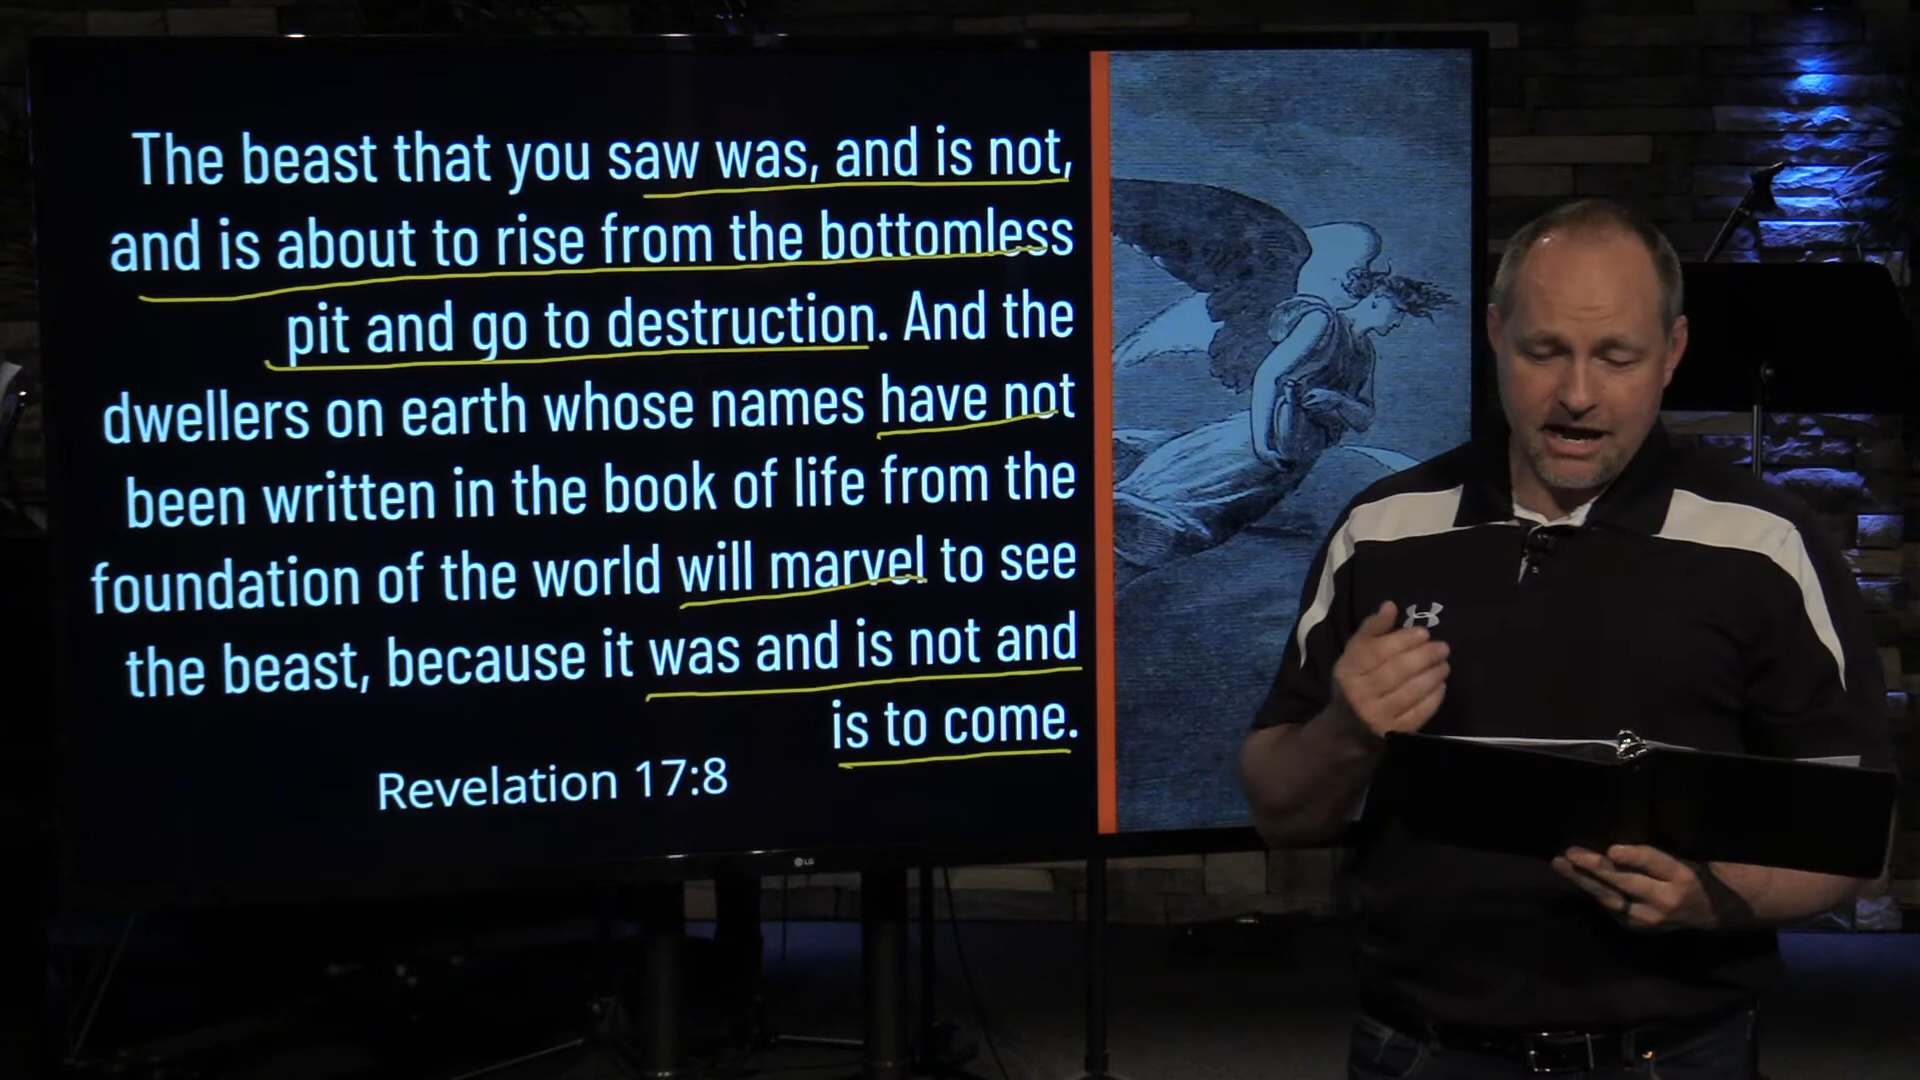 The beast that you saw was, and is not,
and is about to rise from the bottomless
pit and go to destruction. And the
dwellers on earth whose names have not
been written in the book of life from the
foundation of the world will marvel to see
the beast, because it was and is not and
is to come.
Revelation 17:8
LG